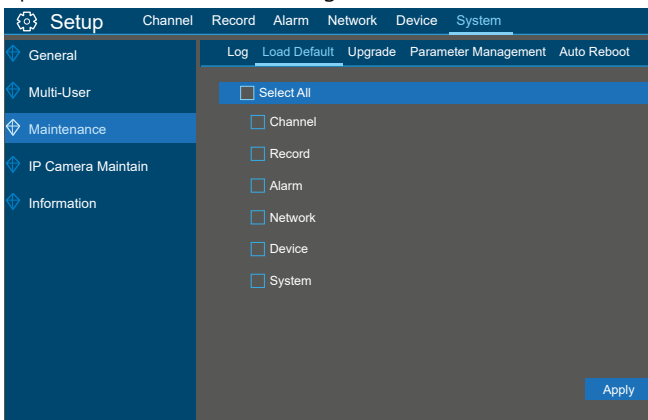 Setup Channel Record Alarm Network Device System
General
Log Load Default Upgrade Parameter Management Auto Reboot
Multi-User
Select All
Maintenance
Channel
Record
IP Camera Maintain
Alarm
Information
Network
Device
System
Apply